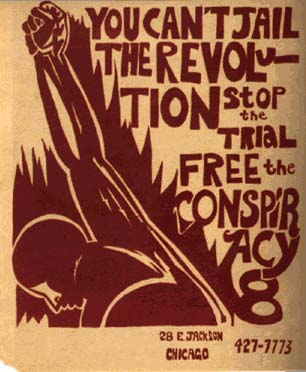 YOU CAN'T JAIL
THE REVOLU-
TION STOP
the
TRIAL
FREE the
CONSPIR
ACY
8
28 E. JACKSON
CHICAGO
427-7773